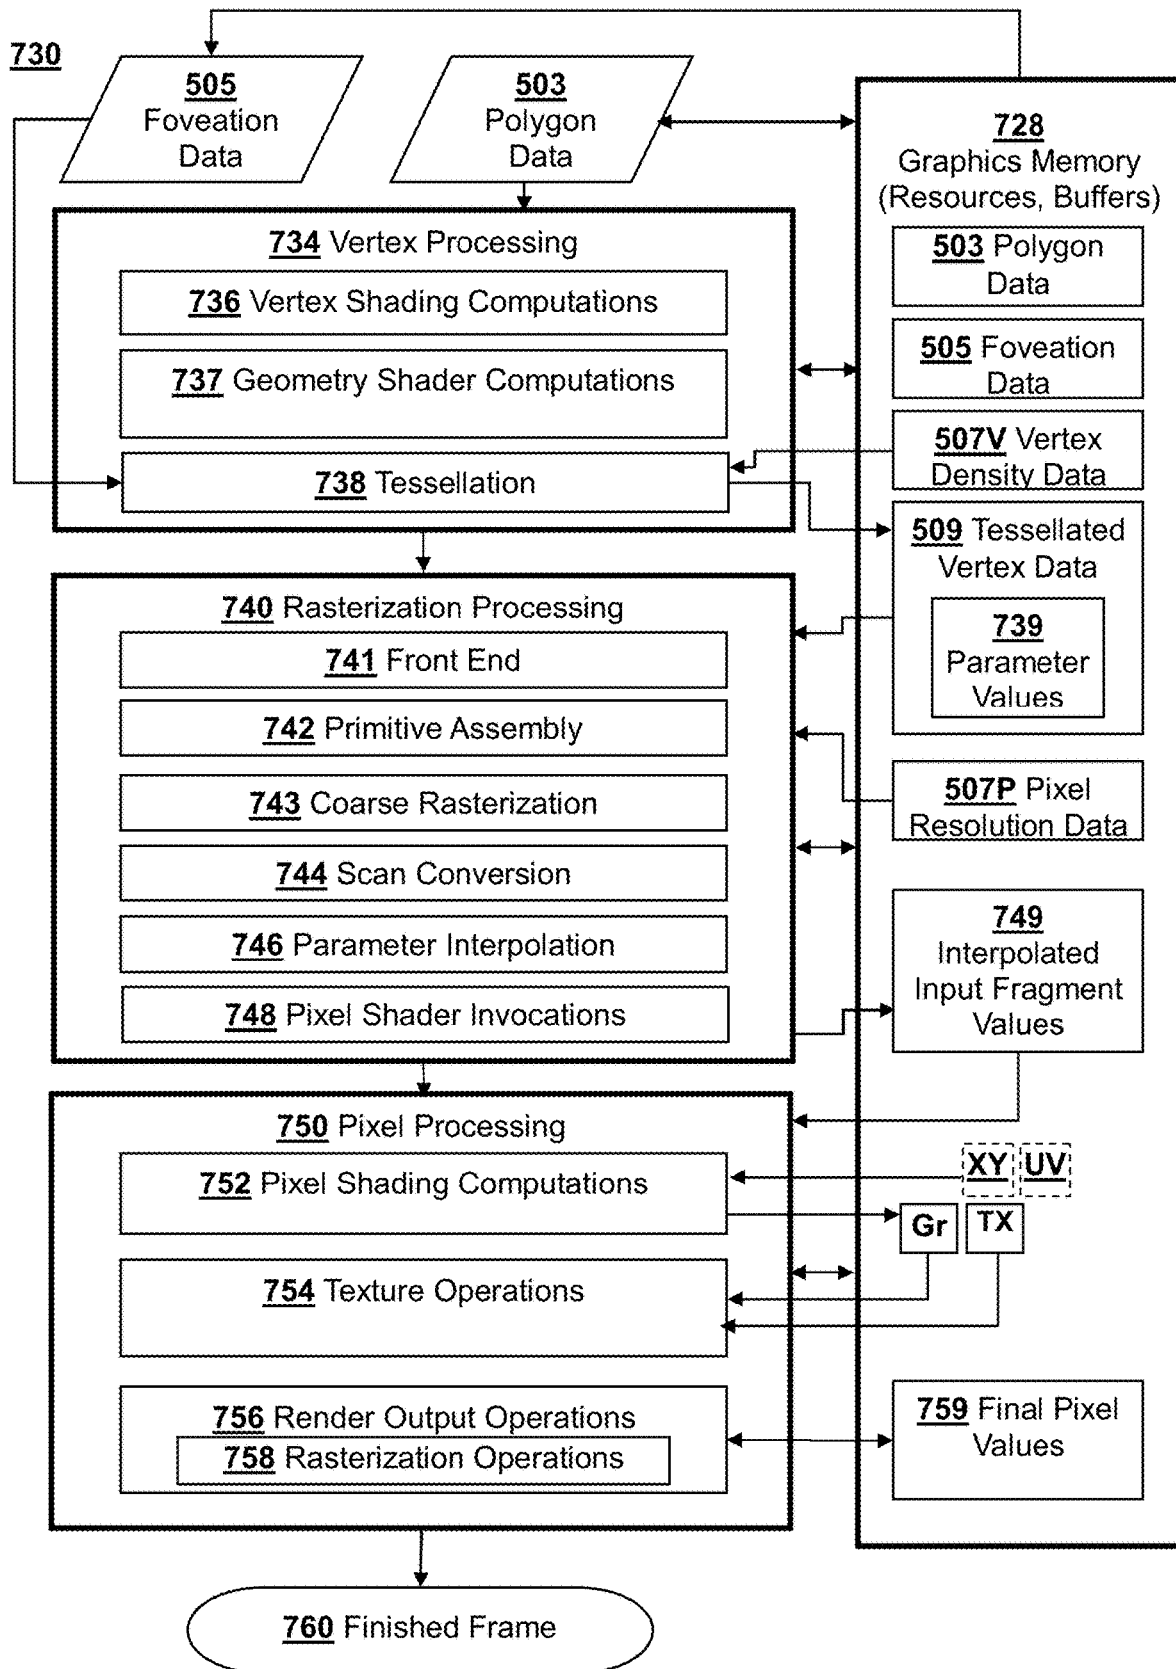 730
505
Foveation
Data
503
Polygon
Data
734 Vertex Processing
736 Vertex Shading Computations
737 Geometry Shader Computations
738 Tessellation
740 Rasterization Processing
741 Front End
742 Primitive Assembly
743 Coarse Rasterization
744 Scan Conversion
746 Parameter Interpolation
748 Pixel Shader Invocations
750 Pixel Processing
752 Pixel Shading Computations
754 Texture Operations
756 Render Output Operations
758 Rasterization Operations
760 Finished Frame
728
Graphics Memory
(Resources, Buffers)
503 Polygon
Data
505 Foveation
Data
507V Vertex
Density Data
509 Tessellated
Vertex Data
739
Parameter
Values
507P Pixel
Resolution Data
749
Interpolated
Input Fragment
Values
XY UV
Gr TX
759 Final Pixel
Values